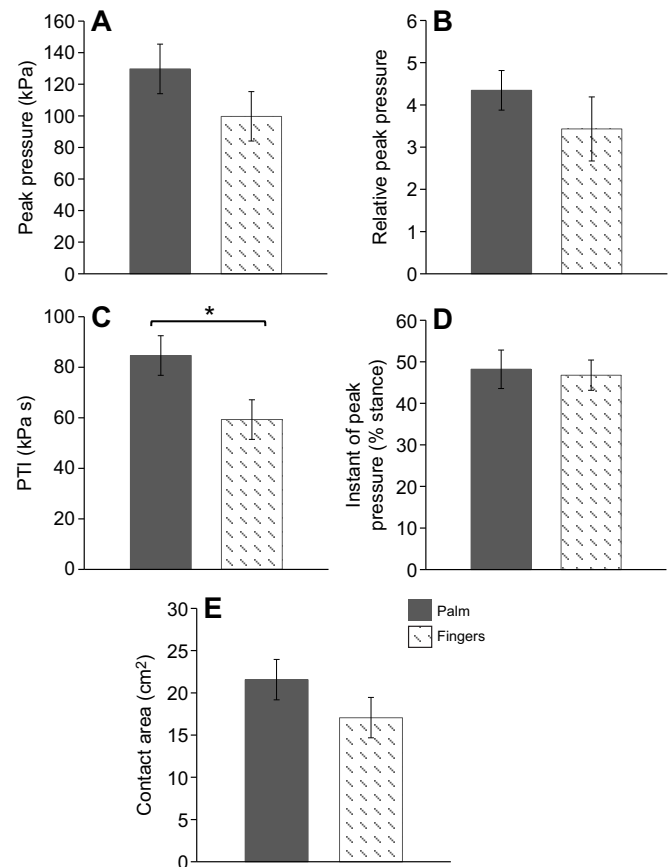 A
Peak pressure (kPa)
160
140
120
100
80
60
40
20
0
B
Relative peak pressure
6
5
4
3
2
1
0
C
*
PTI (kPa s)
100
80
60
40
20
0
D
Instant of peak
pressure (% stance)
60
50
40
30
20
10
0
E
Contact area (cm²)
30
25
20
15
10
5
0
Palm
Fingers